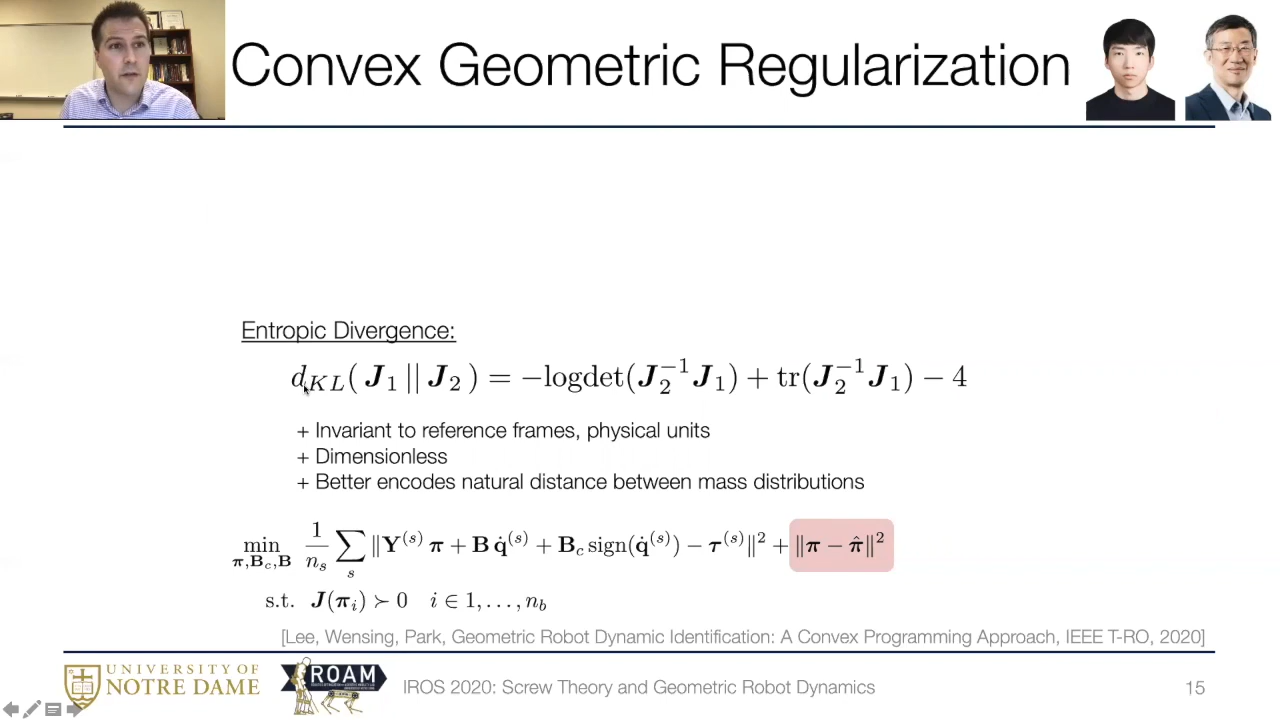 Convex Geometric Regularization
Entropic Divergence:
d_{KL}( J_1 || J_2 ) = −logdet(J_2^{−1} J_1) + tr(J_2^{−1} J_1) − 4
+ Invariant to reference frames, physical units
+ Dimensionless
+ Better encodes natural distance between mass distributions
min_{π,B_c,B} 1/n_s ∑_s ‖Y^{(s)} π + B q̇^{(s)} + B_c sign(q̇^{(s)}) − τ^{(s)}‖² + ‖π − π̂‖²
s.t. J(π_i) ≻ 0 i ∈ 1, . . . , n_b
[Lee, Wensing, Park, Geometric Robot Dynamic Identification: A Convex Programming Approach, IEEE T-RO, 2020]
UNIVERSITY OF
NOTRE DAME
ROAM
IROS 2020: Screw Theory and Geometric Robot Dynamics
15